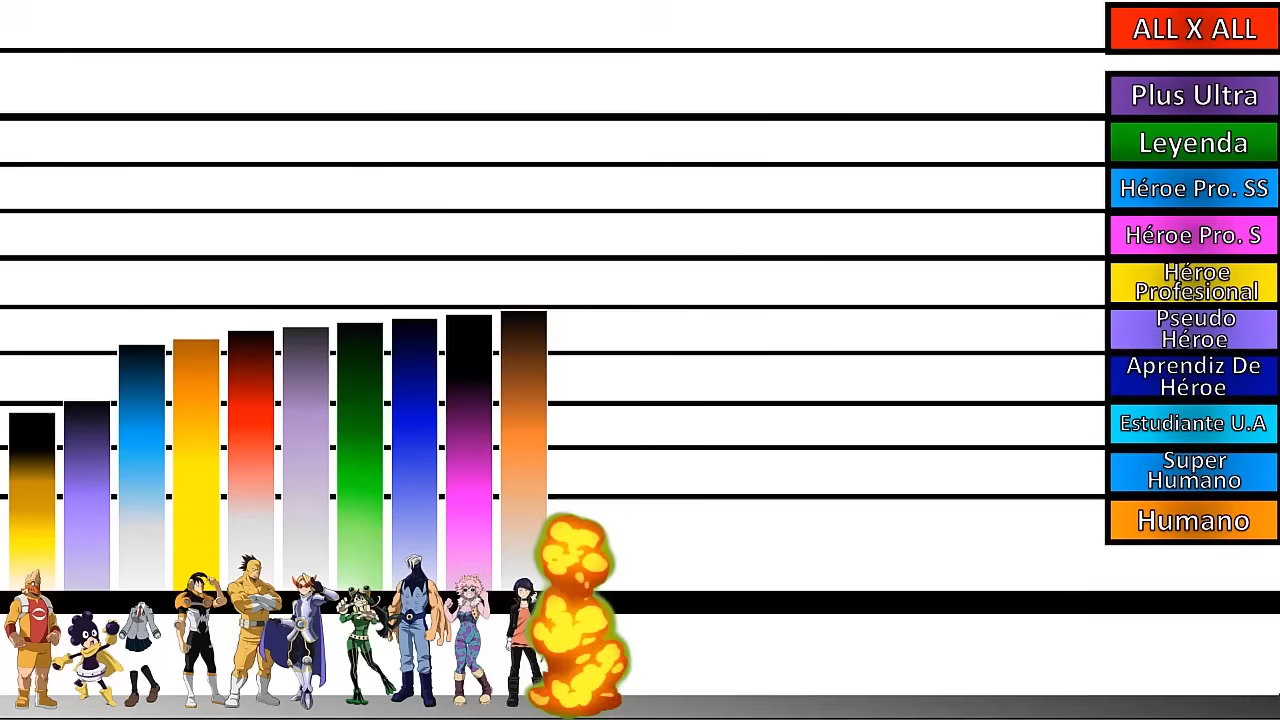 ALL X ALL
Plus Ultra
Leyenda
Héroe Pro. SS
Héroe Pro. S
Héroe
Profesional
Pseudo
Héroe
Aprendiz De
Héroe
Estudiante U.A
Super
Humano
Humano